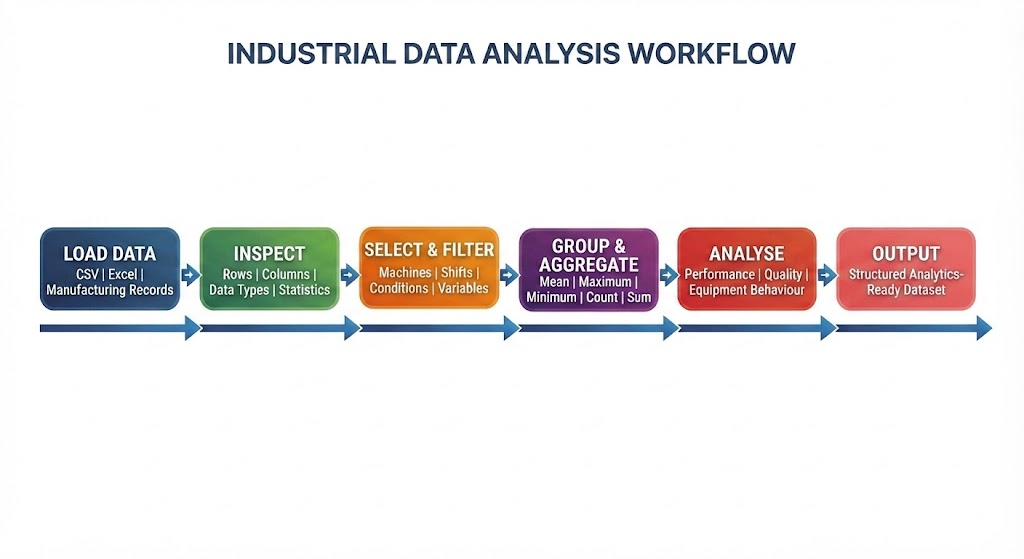 INDUSTRIAL DATA ANALYSIS WORKFLOW
LOAD DATA
CSV | Excel |
Manufacturing Records
INSPECT
Rows | Columns |
Data Types | Statistics
SELECT & FILTER
Machines | Shifts |
Conditions | Variables
GROUP &
AGGREGATE
Mean | Maximum |
Minimum | Count | Sum
ANALYSE
Performance | Quality |
Equipment Behaviour
OUTPUT
Structured Analytics-
Ready Dataset